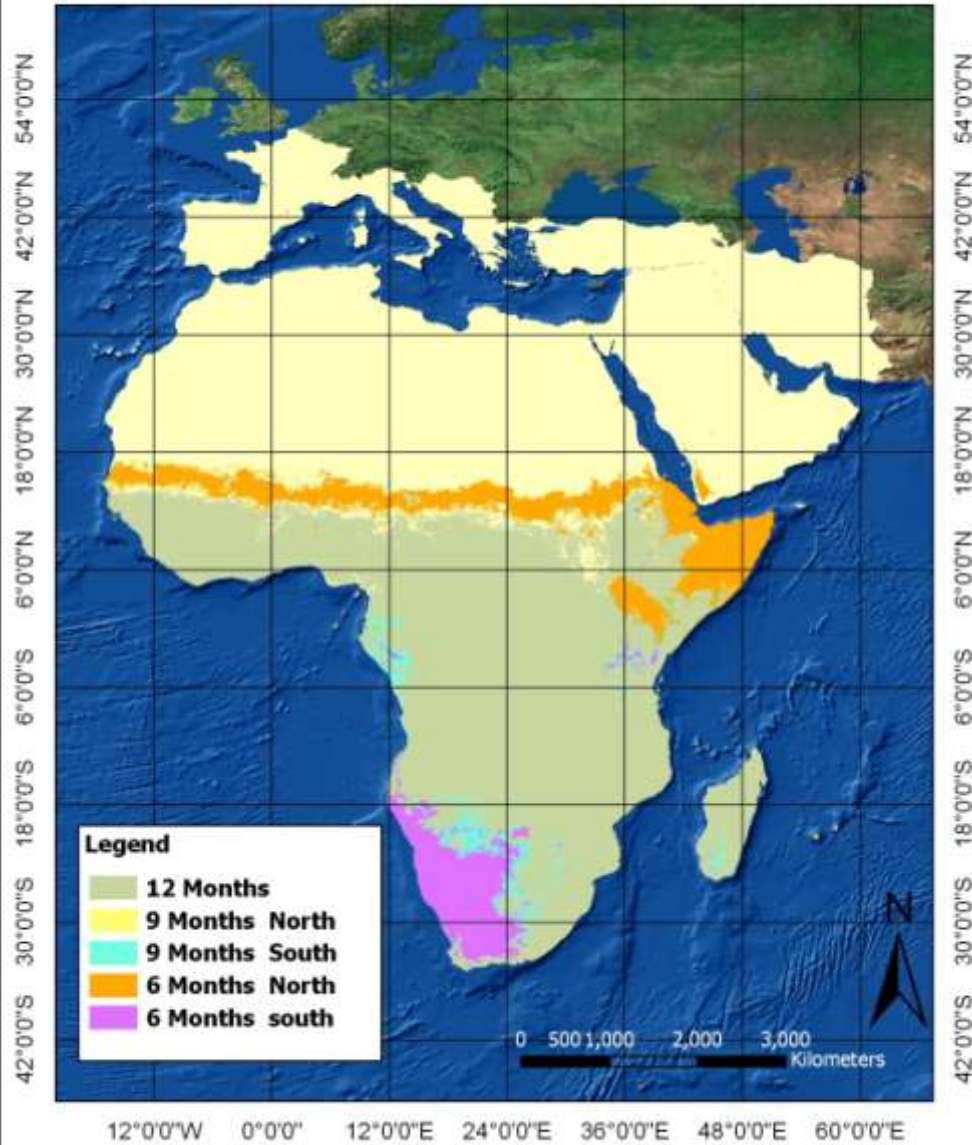 54°0'0"N
42°0'0"N
30°0'0"N
18°0'0"N
6°0'0"N
6°0'0"S
18°0'0"S
30°0'0"S
42°0'0"S
54°0'0"N
42°0'0"N
30°0'0"N
18°0'0"N
6°0'0"N
6°0'0"S
18°0'0"S
30°0'0"S
42°0'0"S
Legend
12 Months
9 Months North
9 Months South
6 Months North
6 Months south
N
0 500 1,000 2,000 3,000
Kilometers
12°0'0"W 0°0'0" 12°0'0"E 24°0'0"E 36°0'0"E 48°0'0"E 60°0'0"E